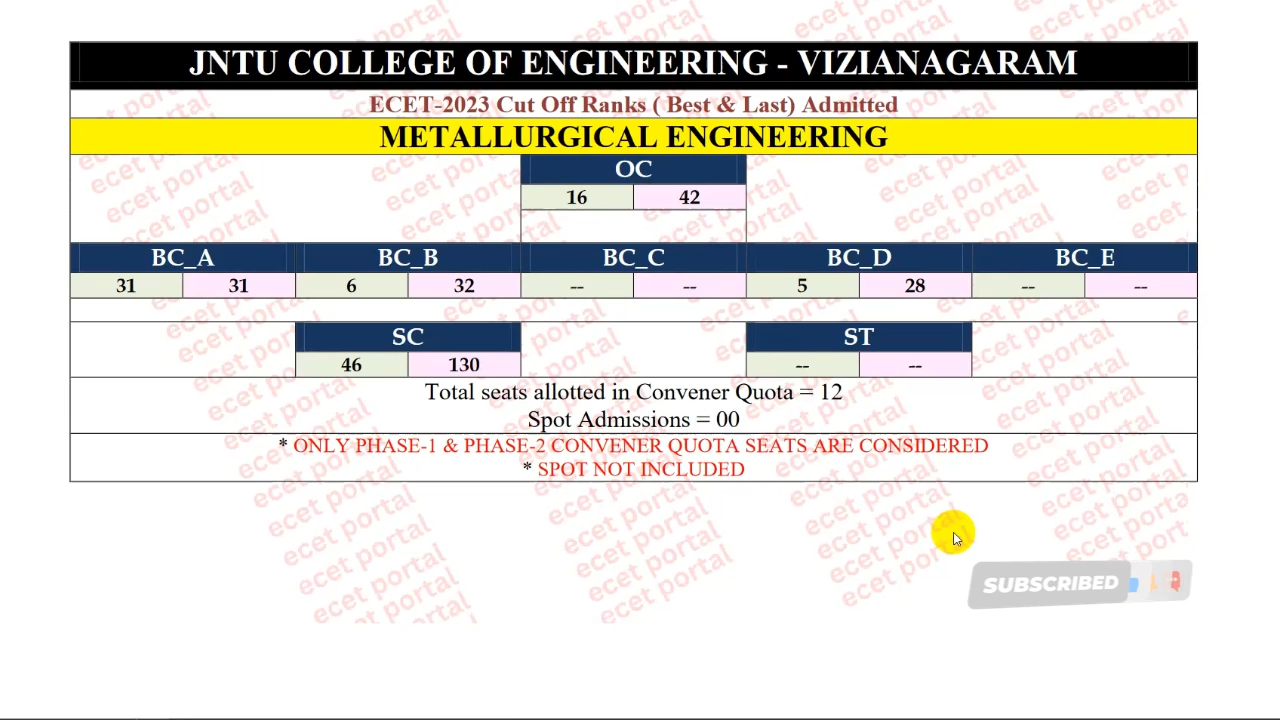 JNTU COLLEGE OF ENGINEERING - VIZIANAGARAM
ECET-2023 Cut Off Ranks ( Best & Last) Admitted
METALLURGICAL ENGINEERING
OC
16 42
BC_A BC_B BC_C BC_D BC_E
31 31 6 32 -- -- 5 28 -- --
SC ST
46 130 -- --
Total seats allotted in Convener Quota = 12
Spot Admissions = 00
* ONLY PHASE-1 & PHASE-2 CONVENER QUOTA SEATS ARE CONSIDERED
* SPOT NOT INCLUDED
ecet portal
SUBSCRIBED